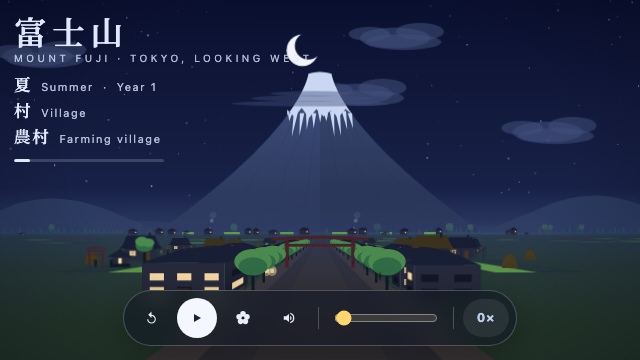 富士山
MOUNT FUJI · TOKYO, LOOKING WEST
夏 Summer · Year 1
村 Village
農村 Farming village
0×